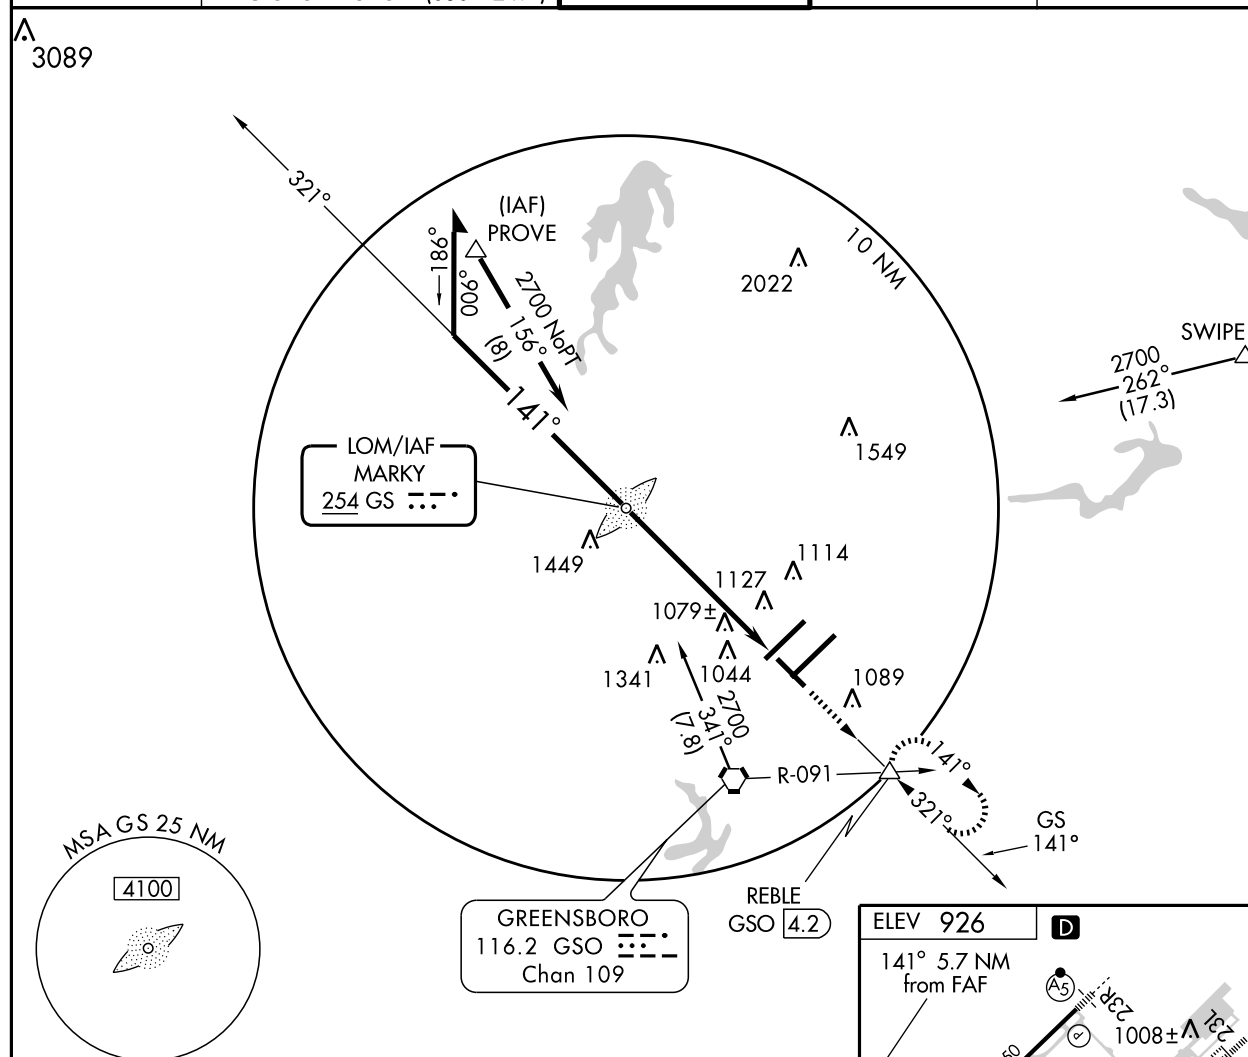 3089
321°
(IAF)
PROVE
186°
006°
2700 NoPT
156°
(8)
10 NM
2022
SWIPE
2700
262°
(17.3)
141°
LOM/IAF
MARKY
254 GS
1549
1449
1114
1127
1079±
1044
1341
1089
2700
341°
(7.8)
R-091
141°
321°
GS
141°
MSA GS 25 NM
4100
REBLE
GSO 4.2
GREENSBORO
116.2 GSO
Chan 109
ELEV 926
D
141° 5.7 NM
from FAF
A5
23R
P
1008±
23L
50